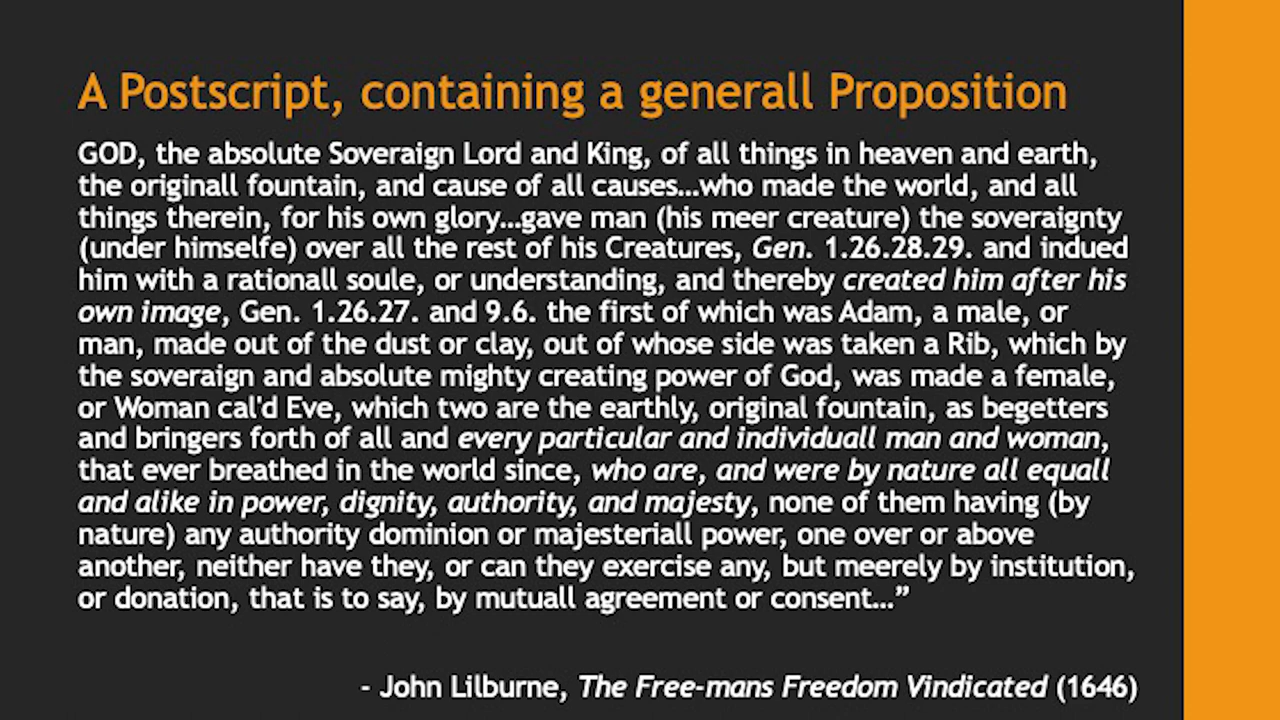 A Postscript, containing a generall Proposition
GOD, the absolute Soveraign Lord and King, of all things in heaven and earth,
the originall fountain, and cause of all causes...who made the world, and all
things therein, for his own glory...gave man (his meer creature) the soveraignty
(under himselfe) over all the rest of his Creatures, Gen. 1.26.28.29. and indued
him with a rationall soule, or understanding, and thereby created him after his
own image, Gen. 1.26.27. and 9.6. the first of which was Adam, a male, or
man, made out of the dust or clay, out of whose side was taken a Rib, which by
the soveraign and absolute mighty creating power of God, was made a female,
or Woman cal'd Eve, which two are the earthly, original fountain, as begetters
and bringers forth of all and every particular and individuall man and woman,
that ever breathed in the world since, who are, and were by nature all equall
and alike in power, dignity, authority, and majesty, none of them having (by
nature) any authority dominion or majesteriall power, one over or above
another, neither have they, or can they exercise any, but meerely by institution,
or donation, that is to say, by mutuall agreement or consent...”
- John Lilburne, The Free-mans Freedom Vindicated (1646)